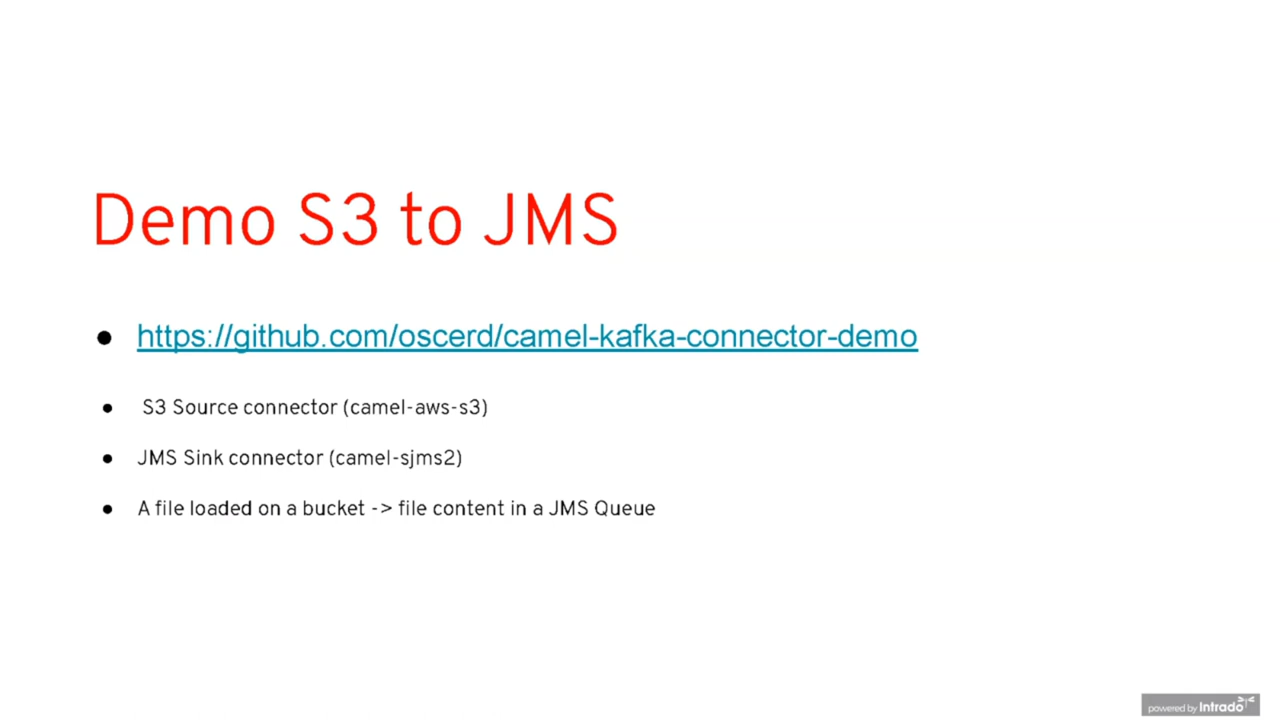 Demo S3 to JMS
● https://github.com/oscerd/camel-kafka-connector-demo
● S3 Source connector (camel-aws-s3)
● JMS Sink connector (camel-sjms2)
● A file loaded on a bucket -> file content in a JMS Queue
powered by Intrado